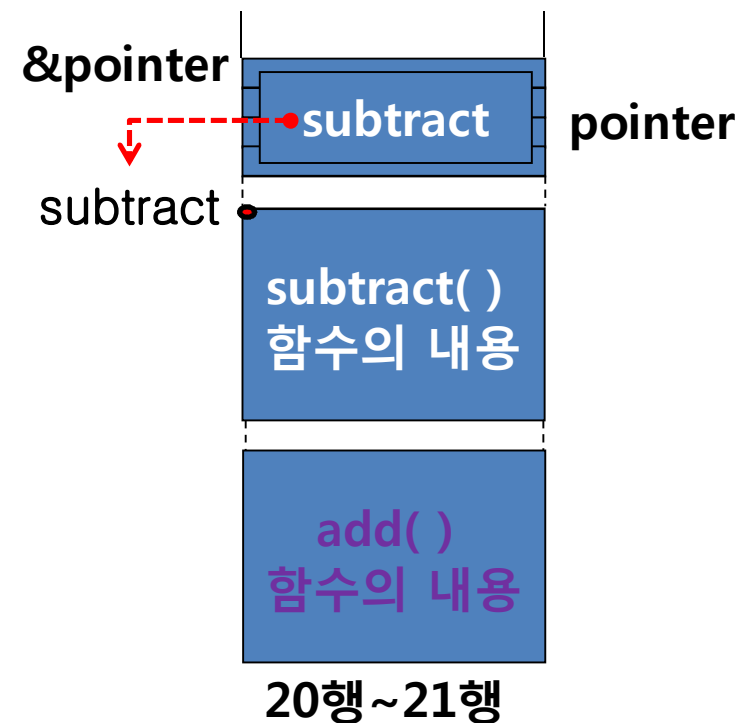 &pointer
subtract
pointer
subtract
subtract( )
함수의 내용
add( )
함수의 내용
20행~21행